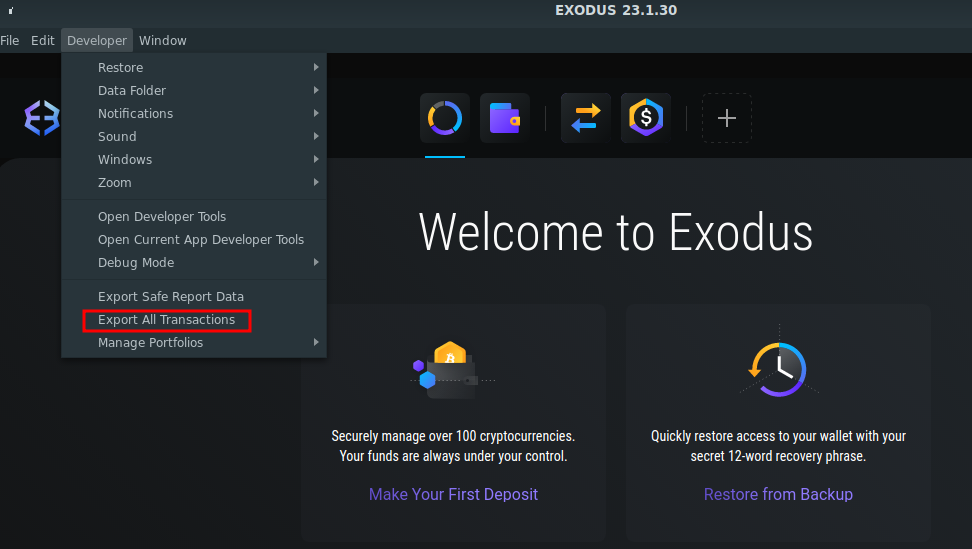 EXODUS 23.1.30
File Edit Developer Window
Restore
Data Folder
Notifications
Sound
Windows
Zoom
Open Developer Tools
Open Current App Developer Tools
Debug Mode
Export Safe Report Data
Export All Transactions
Manage Portfolios
Welcome to Exodus
Securely manage over 100 cryptocurrencies.
Your funds are always under your control.
Make Your First Deposit
Quickly restore access to your wallet with your
secret 12-word recovery phrase.
Restore from Backup